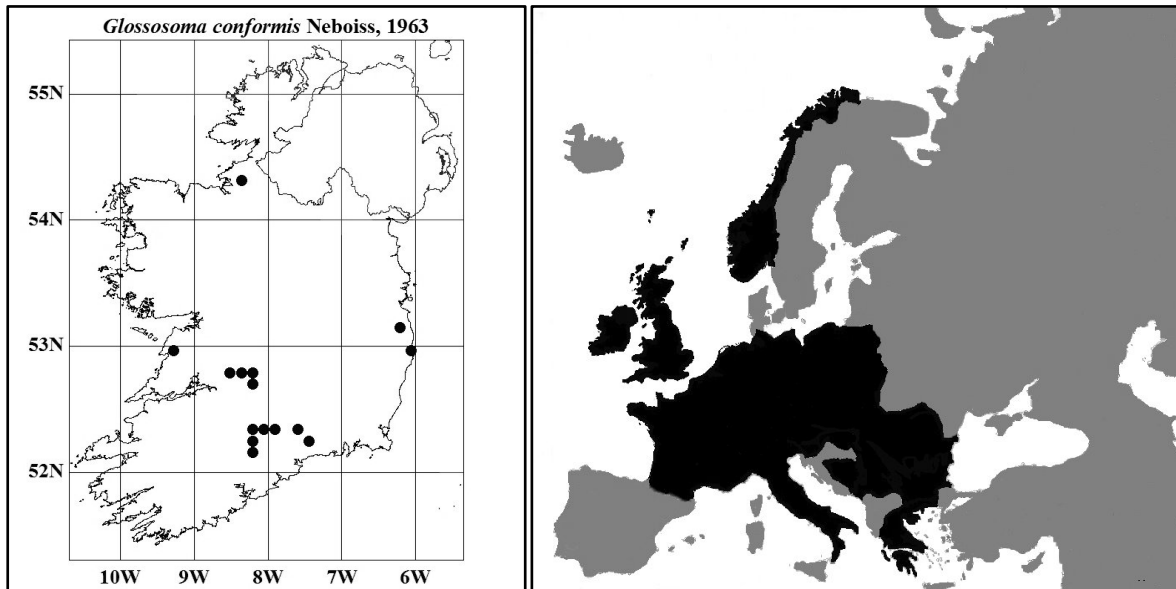 Glossosoma conformis Neboiss, 1963
55N
54N
53N
52N
10W 9W 8W 7W 6W